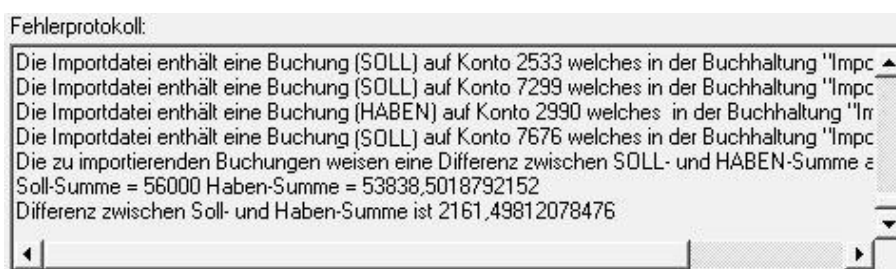 Fehlerprotokoll:
Die Importdatei enthält eine Buchung (SOLL) auf Konto 2533 welches in der Buchhaltung "Impc
Die Importdatei enthält eine Buchung (SOLL) auf Konto 7299 welches in der Buchhaltung "Impc
Die Importdatei enthält eine Buchung (HABEN) auf Konto 2990 welches in der Buchhaltung "Im
Die Importdatei enthält eine Buchung (SOLL) auf Konto 7676 welches in der Buchhaltung "Impc
Die zu importierenden Buchungen weisen eine Differenz zwischen SOLL- und HABEN-Summe a
Soll-Summe = 56000 Haben-Summe = 53838,5018792152
Differenz zwischen Soll- und Haben-Summe ist 2161,49812078476